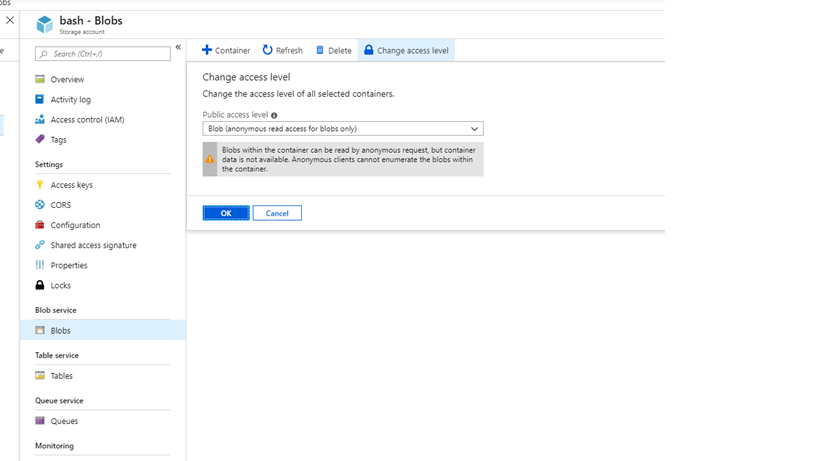 obs
bash - Blobs
Storage account
Search (Ctrl+/)
«
Container
Refresh
Delete
Change access level
e
Overview
Activity log
Access control (IAM)
Tags
Settings
Access keys
CORS
Configuration
Shared access signature
Properties
Locks
Blob service
Blobs
Table service
Tables
Queue service
Queues
Monitoring
Change access level
Change the access level of all selected containers.
Public access level
Blob (anonymous read access for blobs only)
Blobs within the container can be read by anonymous request, but container
data is not available. Anonymous clients cannot enumerate the blobs within
the container.
OK
Cancel